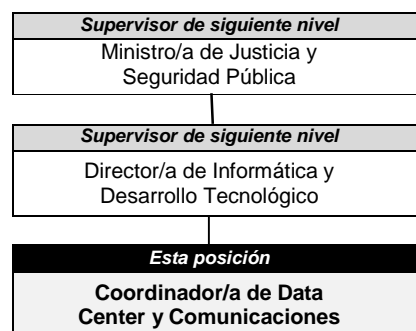 Supervisor de siguiente nivel
Ministro/a de Justicia y
Seguridad Pública
Supervisor de siguiente nivel
Director/a de Informática y
Desarrollo Tecnológico
Esta posición
Coordinador/a de Data
Center y Comunicaciones